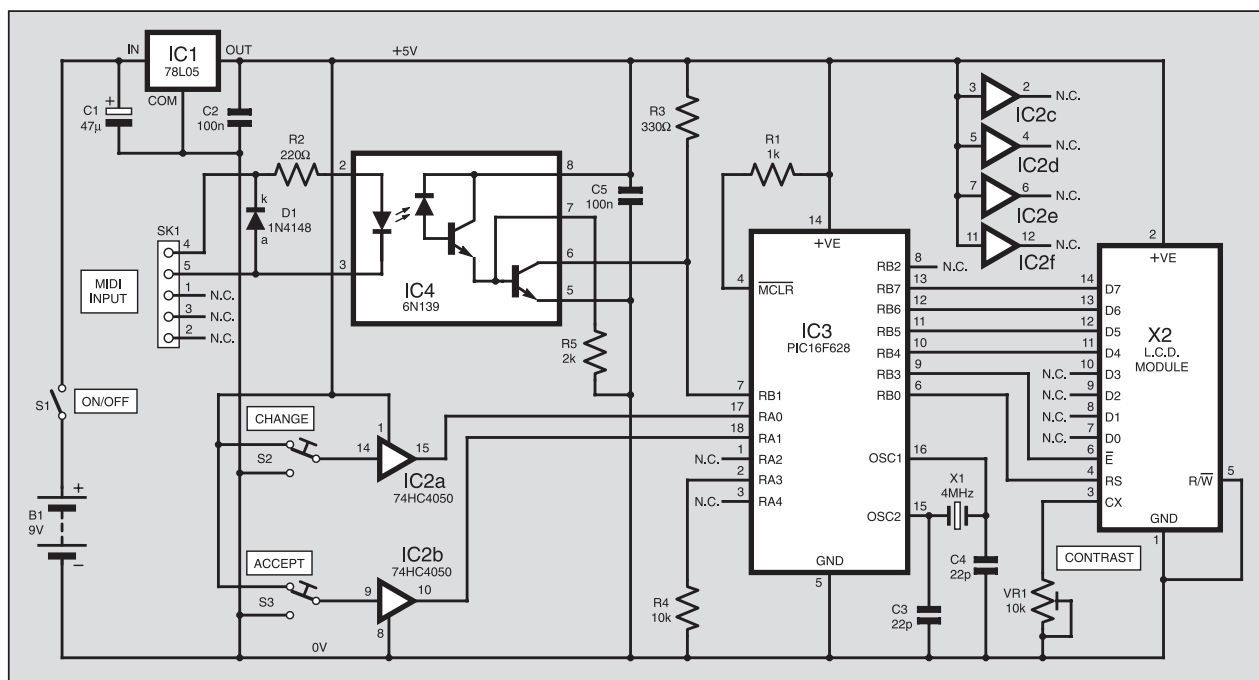 IN
IC1
78L05
OUT
COM
+5V
+
C1
47µ
C2
100n
R2
220Ω
2
k
D1
1N4148
a
SK1
4
5
1
N.C.
3
N.C.
2
N.C.
MIDI
INPUT
3
8
7
6
5
IC4
6N139
C5
100n
R3
330Ω
R5
2k
R1
1k
14
+VE
4
MCLR
IC3
PIC16F628
RB2
8
N.C.
RB7
13
RB6
12
RB5
11
RB4
10
RB3
9
RB0
6
7
RB1
17
RA0
18
RA1
N.C.
1
RA2
2
RA3
N.C.
3
RA4
OSC1
16
OSC2
15
GND
5
X1
4MHz
C4
22p
C3
22p
R4
10k
3
2
N.C.
IC2c
5
4
N.C.
IC2d
7
6
N.C.
IC2e
11
12
N.C.
IC2f
2
+VE
14
D7
13
D6
12
D5
11
D4
N.C.
10
D3
N.C.
9
D2
N.C.
8
D1
N.C.
7
D0
6
E
4
RS
3
CX
X2
L.C.D.
MODULE
R/W
5
GND
1
CONTRAST
VR1
10k
S1
ON/OFF
CHANGE
S2
14
1
15
IC2a
74HC4050
ACCEPT
S3
9
10
8
IC2b
74HC4050
+
B1
9V
−
0V